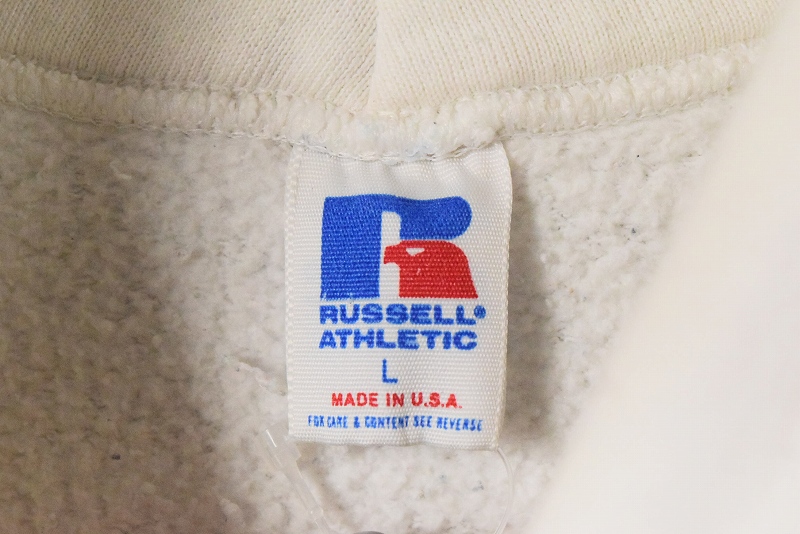 RUSSELL®
ATHLETIC
L
MADE IN U.S.A.
FOR CARE & CONTENT SEE REVERSE